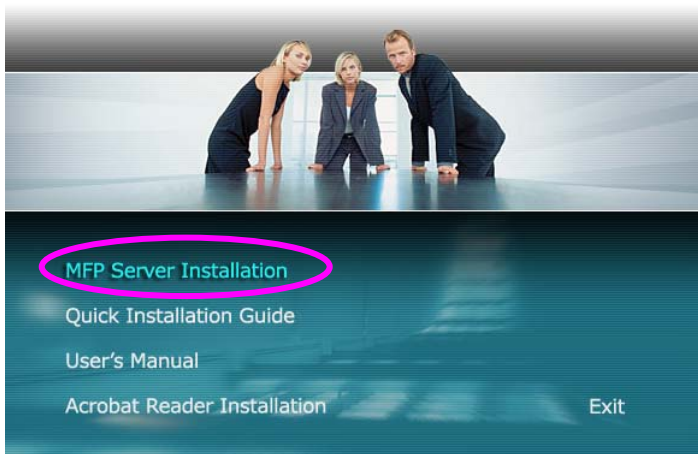 MFP Server Installation
Quick Installation Guide
User's Manual
Acrobat Reader Installation
Exit